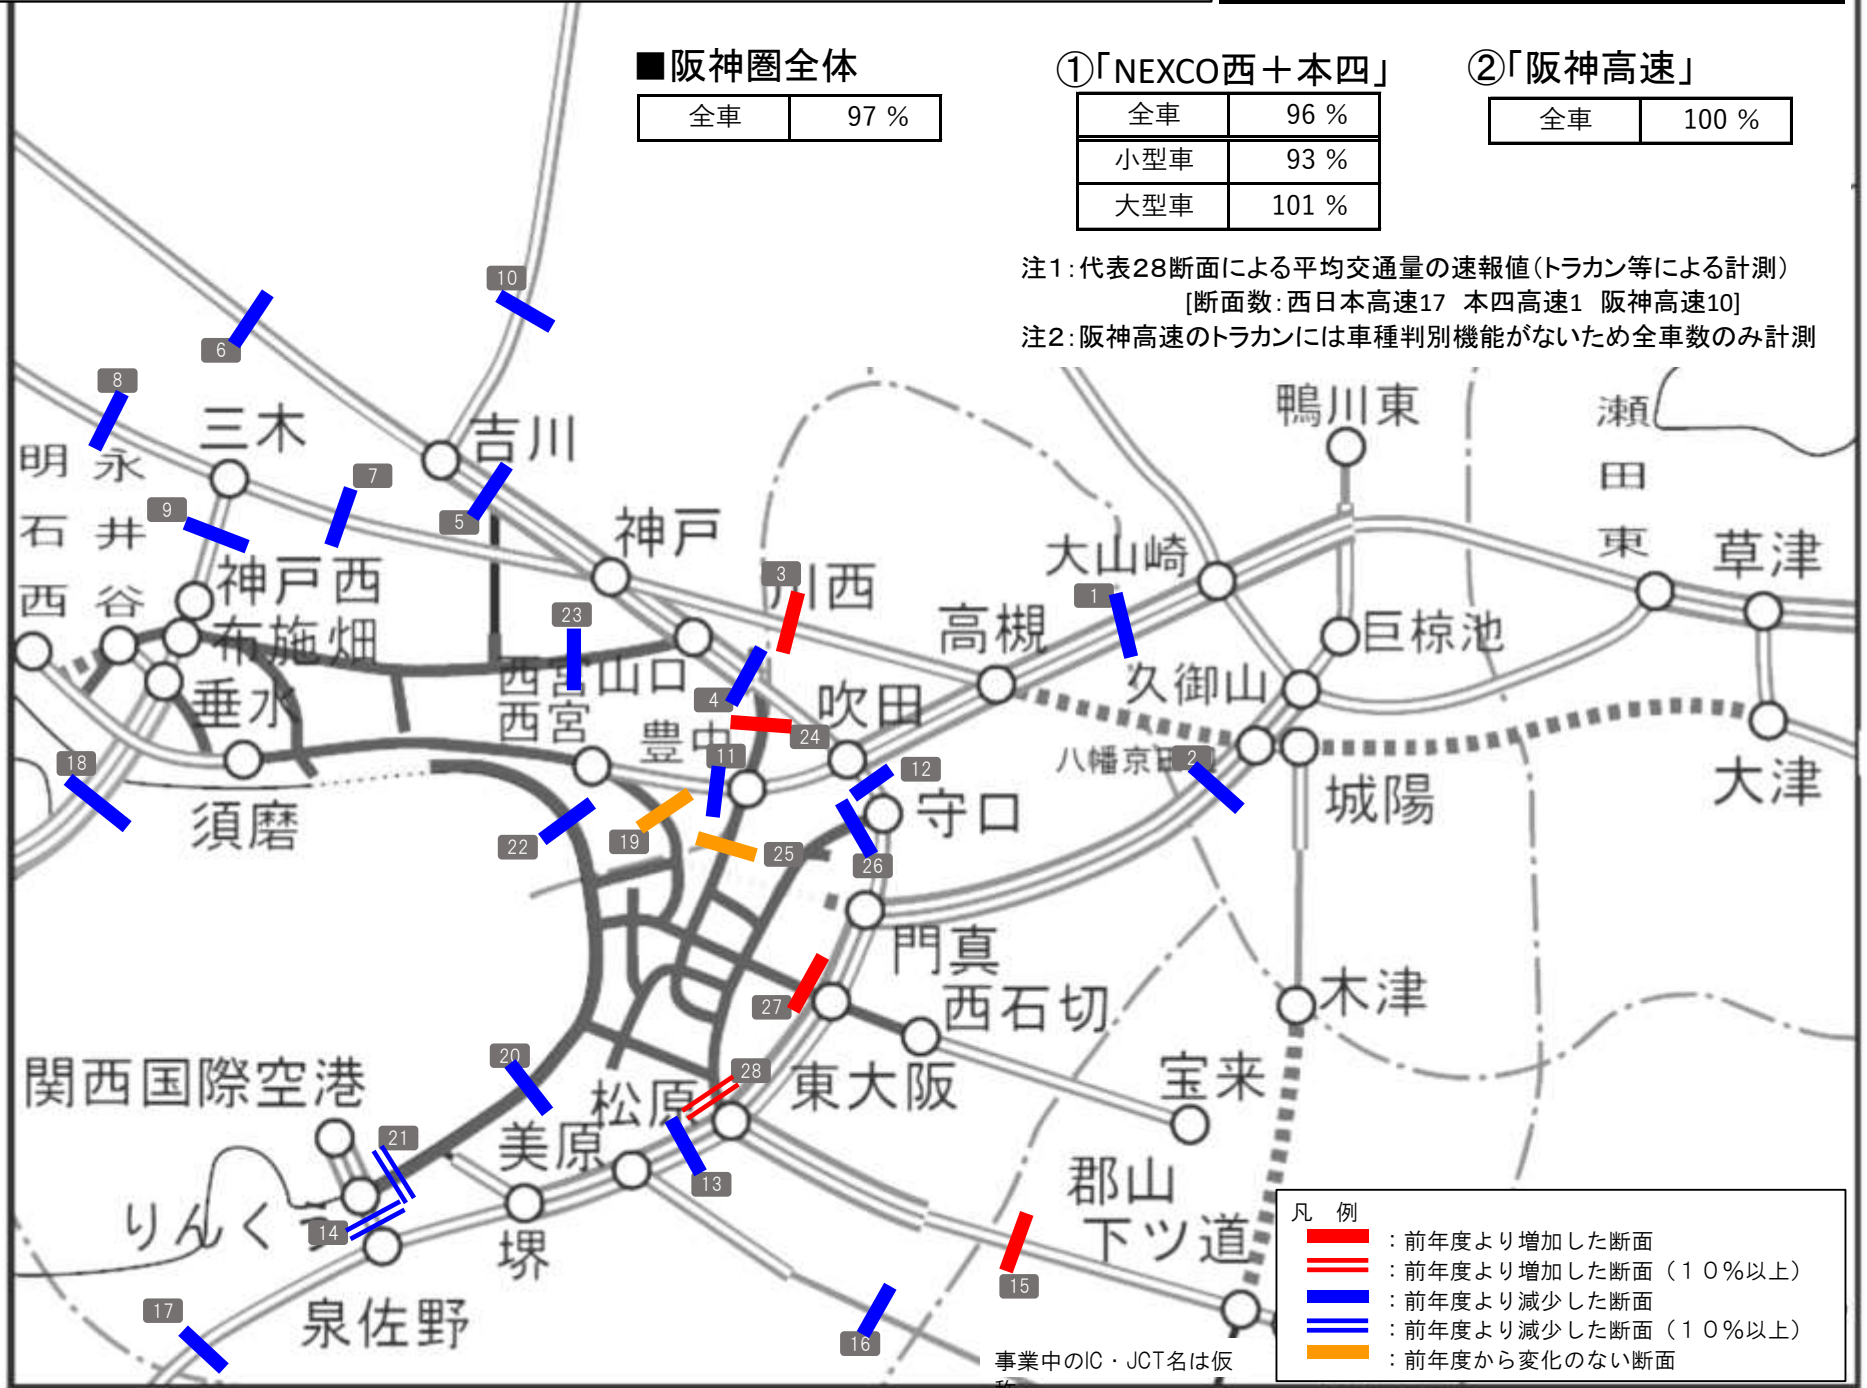 ■阪神圏全体
全車 97 %
①「NEXCO西＋本四」
全車 96 %
小型車 93 %
大型車 101 %
②「阪神高速」
全車 100 %
注１：代表２８断面による平均交通量の速報値（トラカン等による計測）
[断面数：西日本高速17 本四高速1 阪神高速10]
注２：阪神高速のトラカンには車種判別機能がないため全車数のみ計測
10
6
8
三木
吉川
7
5
9
明石西
永井谷
神戸西
布施畑
神戸
3
川西
23
西宮山口
西宮
4
24
豊中
11
吹田
12
守口
高槻
大山崎
1
鴨川東
瀬田東
草津
巨椋池
久御山
八幡京田
2
城陽
大津
垂水
18
須磨
22
19
25
26
門真
27
西石切
木津
宝来
関西国際空港
20
松原
28
東大阪
21
美原
13
りんくう
14
堺
郡山
下ツ道
15
17
泉佐野
16
事業中のIC・JCT名は仮
称
凡 例
：前年度より増加した断面
：前年度より増加した断面（１０％以上）
：前年度より減少した断面
：前年度より減少した断面（１０％以上）
：前年度から変化のない断面